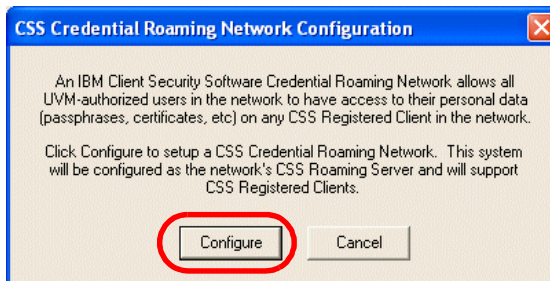 CSS Credential Roaming Network Configuration
An IBM Client Security Software Credential Roaming Network allows all
UVM-authorized users in the network to have access to their personal data
(passphrases, certificates, etc) on any CSS Registered Client in the network.
Click Configure to setup a CSS Credential Roaming Network. This system
will be configured as the network's CSS Roaming Server and will support
CSS Registered Clients.
Configure
Cancel